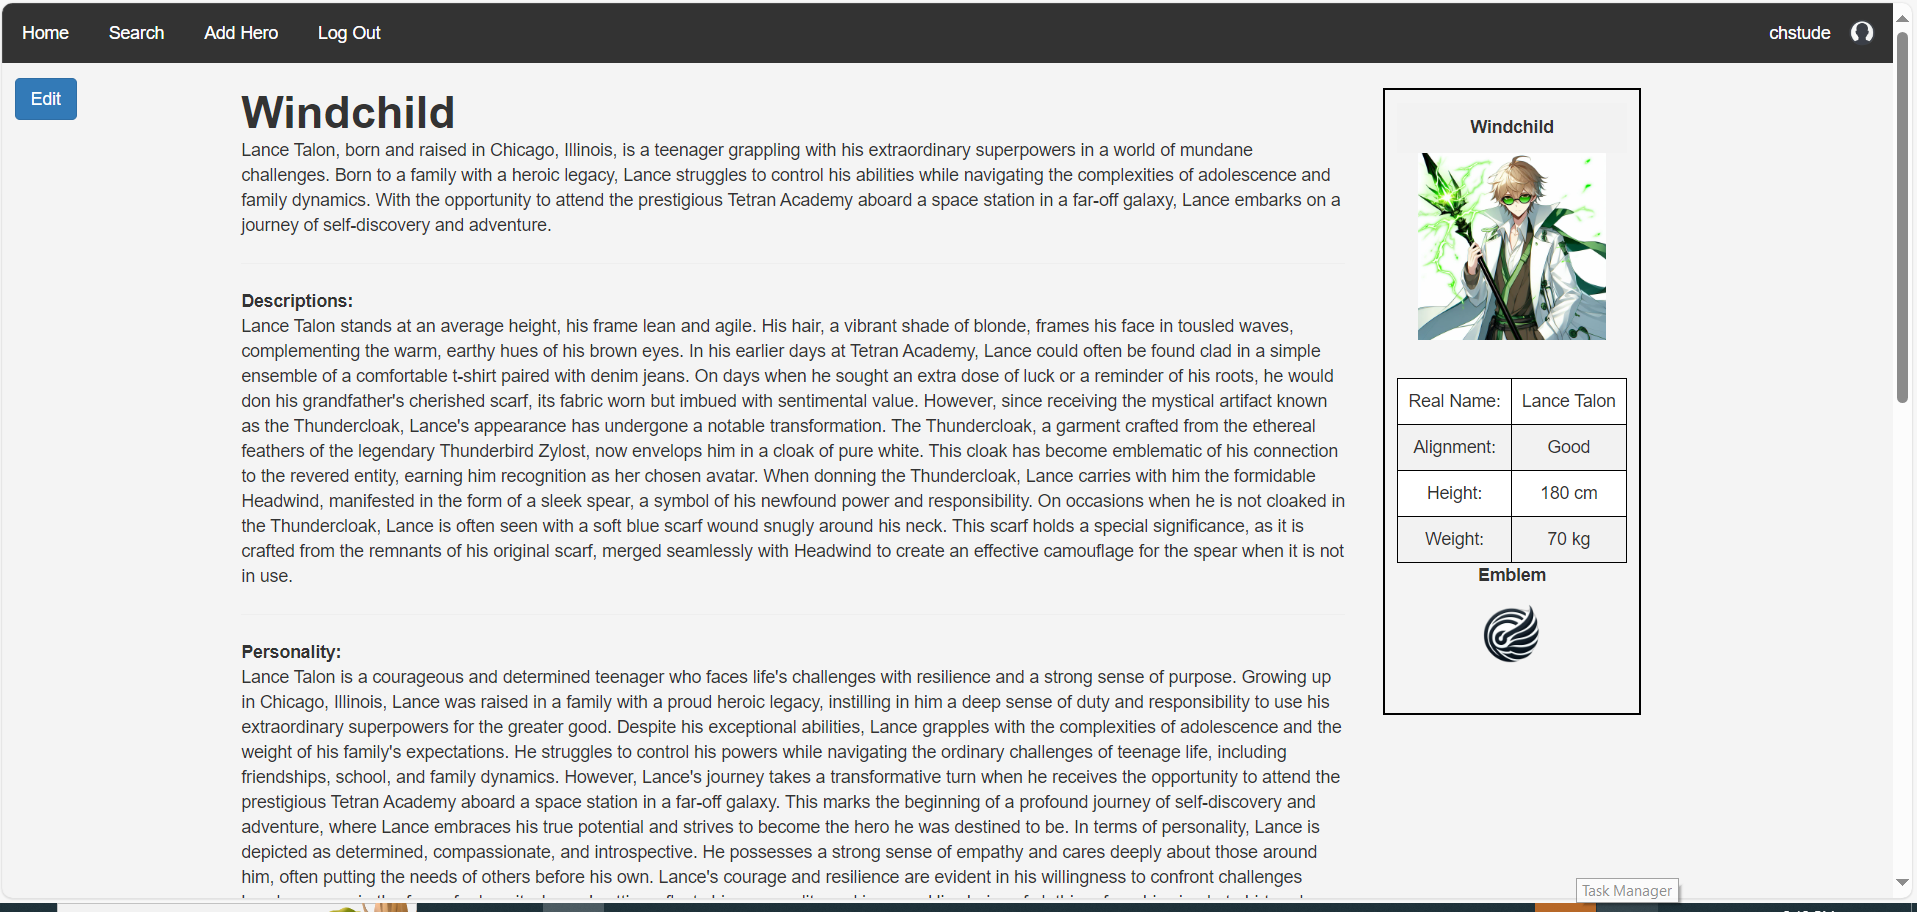 Home Search Add Hero Log Out chstude
Edit
Windchild
Lance Talon, born and raised in Chicago, Illinois, is a teenager grappling with his extraordinary superpowers in a world of mundane
challenges. Born to a family with a heroic legacy, Lance struggles to control his abilities while navigating the complexities of adolescence and
family dynamics. With the opportunity to attend the prestigious Tetran Academy aboard a space station in a far-off galaxy, Lance embarks on a
journey of self-discovery and adventure.
Descriptions:
Lance Talon stands at an average height, his frame lean and agile. His hair, a vibrant shade of blonde, frames his face in tousled waves,
complementing the warm, earthy hues of his brown eyes. In his earlier days at Tetran Academy, Lance could often be found clad in a simple
ensemble of a comfortable t-shirt paired with denim jeans. On days when he sought an extra dose of luck or a reminder of his roots, he would
don his grandfather's cherished scarf, its fabric worn but imbued with sentimental value. However, since receiving the mystical artifact known
as the Thundercloak, Lance's appearance has undergone a notable transformation. The Thundercloak, a garment crafted from the ethereal
feathers of the legendary Thunderbird Zylost, now envelops him in a cloak of pure white. This cloak has become emblematic of his connection
to the revered entity, earning him recognition as her chosen avatar. When donning the Thundercloak, Lance carries with him the formidable
Headwind, manifested in the form of a sleek spear, a symbol of his newfound power and responsibility. On occasions when he is not cloaked in
the Thundercloak, Lance is often seen with a soft blue scarf wound snugly around his neck. This scarf holds a special significance, as it is
crafted from the remnants of his original scarf, merged seamlessly with Headwind to create an effective camouflage for the spear when it is not
in use.
Personality:
Lance Talon is a courageous and determined teenager who faces life's challenges with resilience and a strong sense of purpose. Growing up
in Chicago, Illinois, Lance was raised in a family with a proud heroic legacy, instilling in him a deep sense of duty and responsibility to use his
extraordinary superpowers for the greater good. Despite his exceptional abilities, Lance grapples with the complexities of adolescence and the
weight of his family's expectations. He struggles to control his powers while navigating the ordinary challenges of teenage life, including
friendships, school, and family dynamics. However, Lance's journey takes a transformative turn when he receives the opportunity to attend the
prestigious Tetran Academy aboard a space station in a far-off galaxy. This marks the beginning of a profound journey of self-discovery and
adventure, where Lance embraces his true potential and strives to become the hero he was destined to be. In terms of personality, Lance is
depicted as determined, compassionate, and introspective. He possesses a strong sense of empathy and cares deeply about those around
him, often putting the needs of others before his own. Lance's courage and resilience are evident in his willingness to confront challenges
Windchild
Real Name: Lance Talon
Alignment: Good
Height: 180 cm
Weight: 70 kg
Emblem
Task Manager